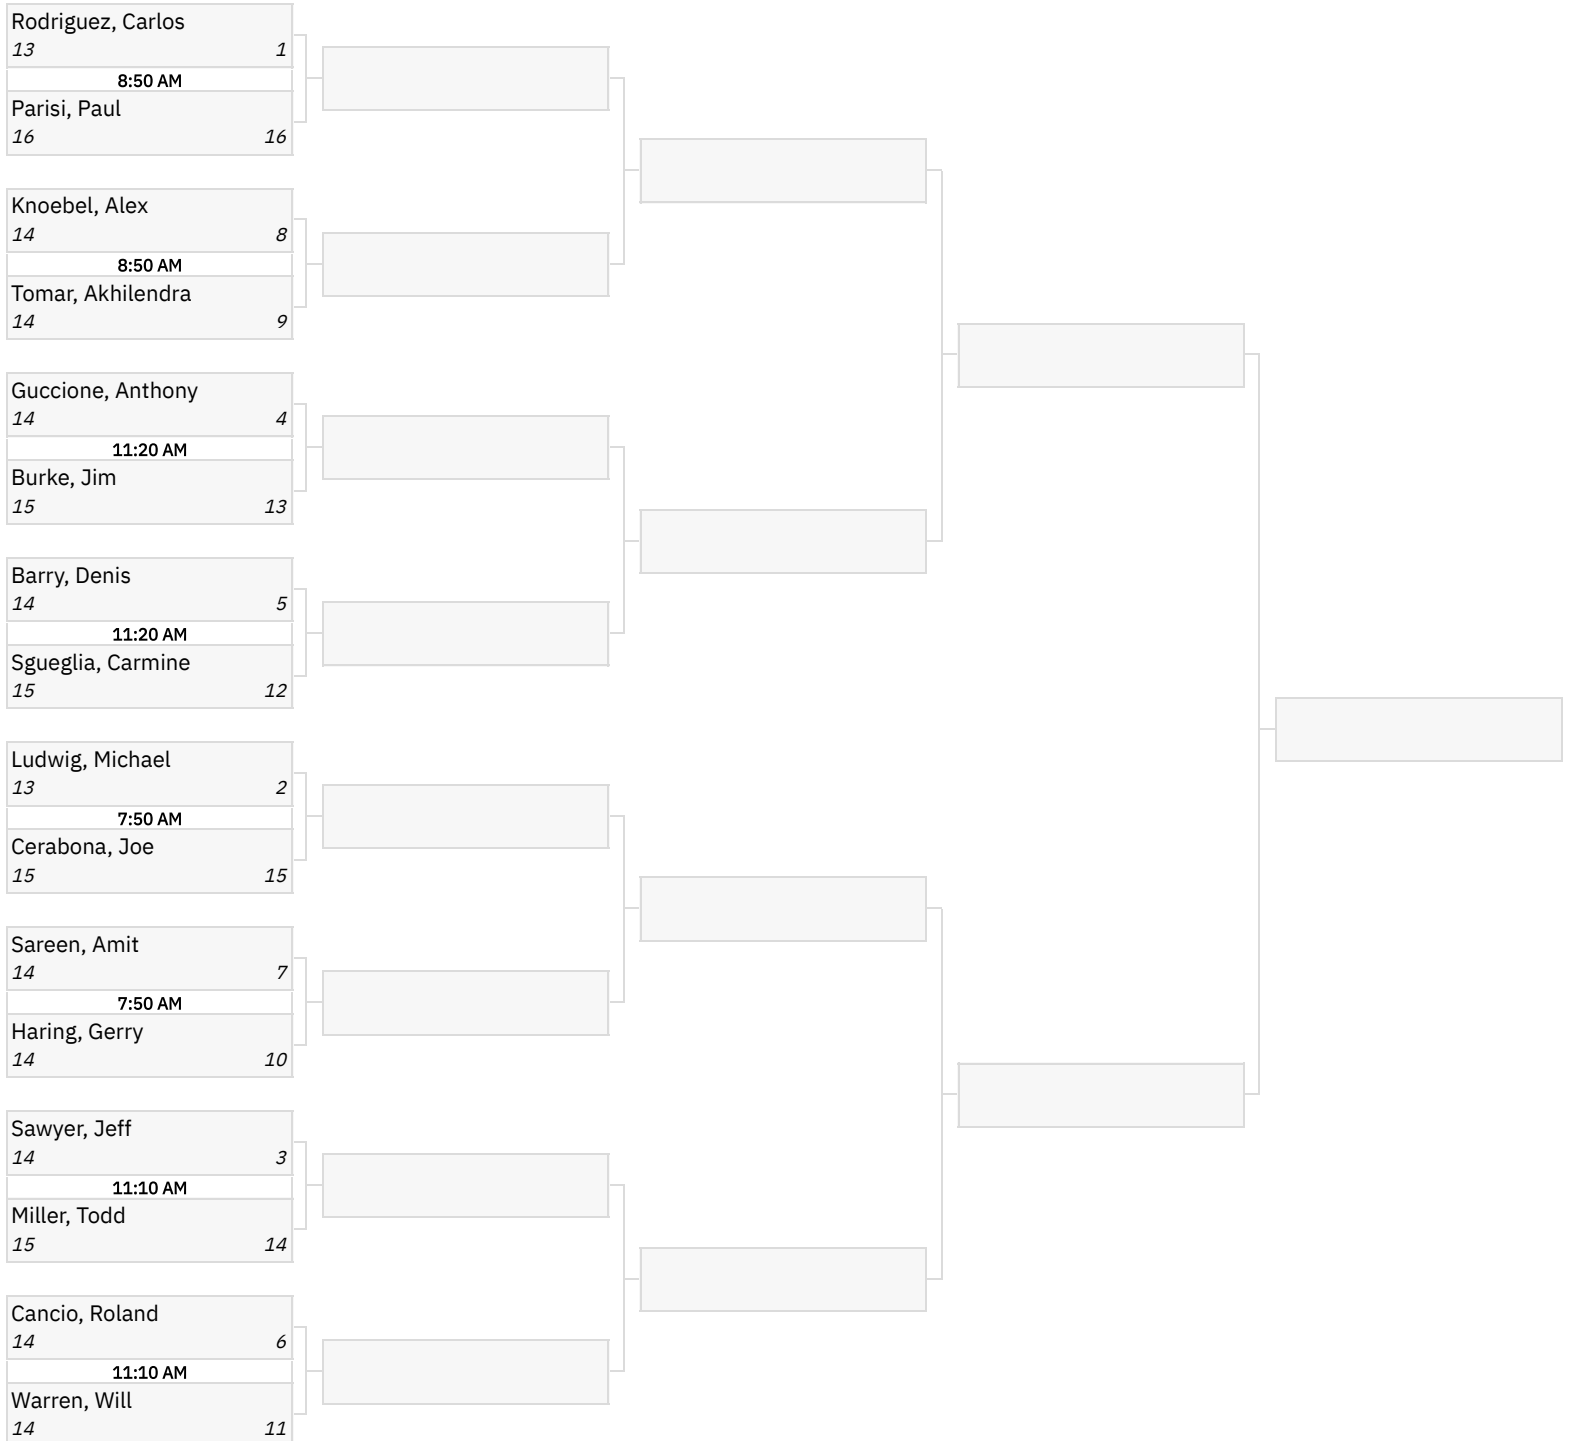 Rodriguez, Carlos
13 1
8:50 AM
Parisi, Paul
16 16
Knoebel, Alex
14 8
8:50 AM
Tomar, Akhilendra
14 9
Guccione, Anthony
14 4
11:20 AM
Burke, Jim
15 13
Barry, Denis
14 5
11:20 AM
Sgueglia, Carmine
15 12
Ludwig, Michael
13 2
7:50 AM
Cerabona, Joe
15 15
Sareen, Amit
14 7
7:50 AM
Haring, Gerry
14 10
Sawyer, Jeff
14 3
11:10 AM
Miller, Todd
15 14
Cancio, Roland
14 6
11:10 AM
Warren, Will
14 11